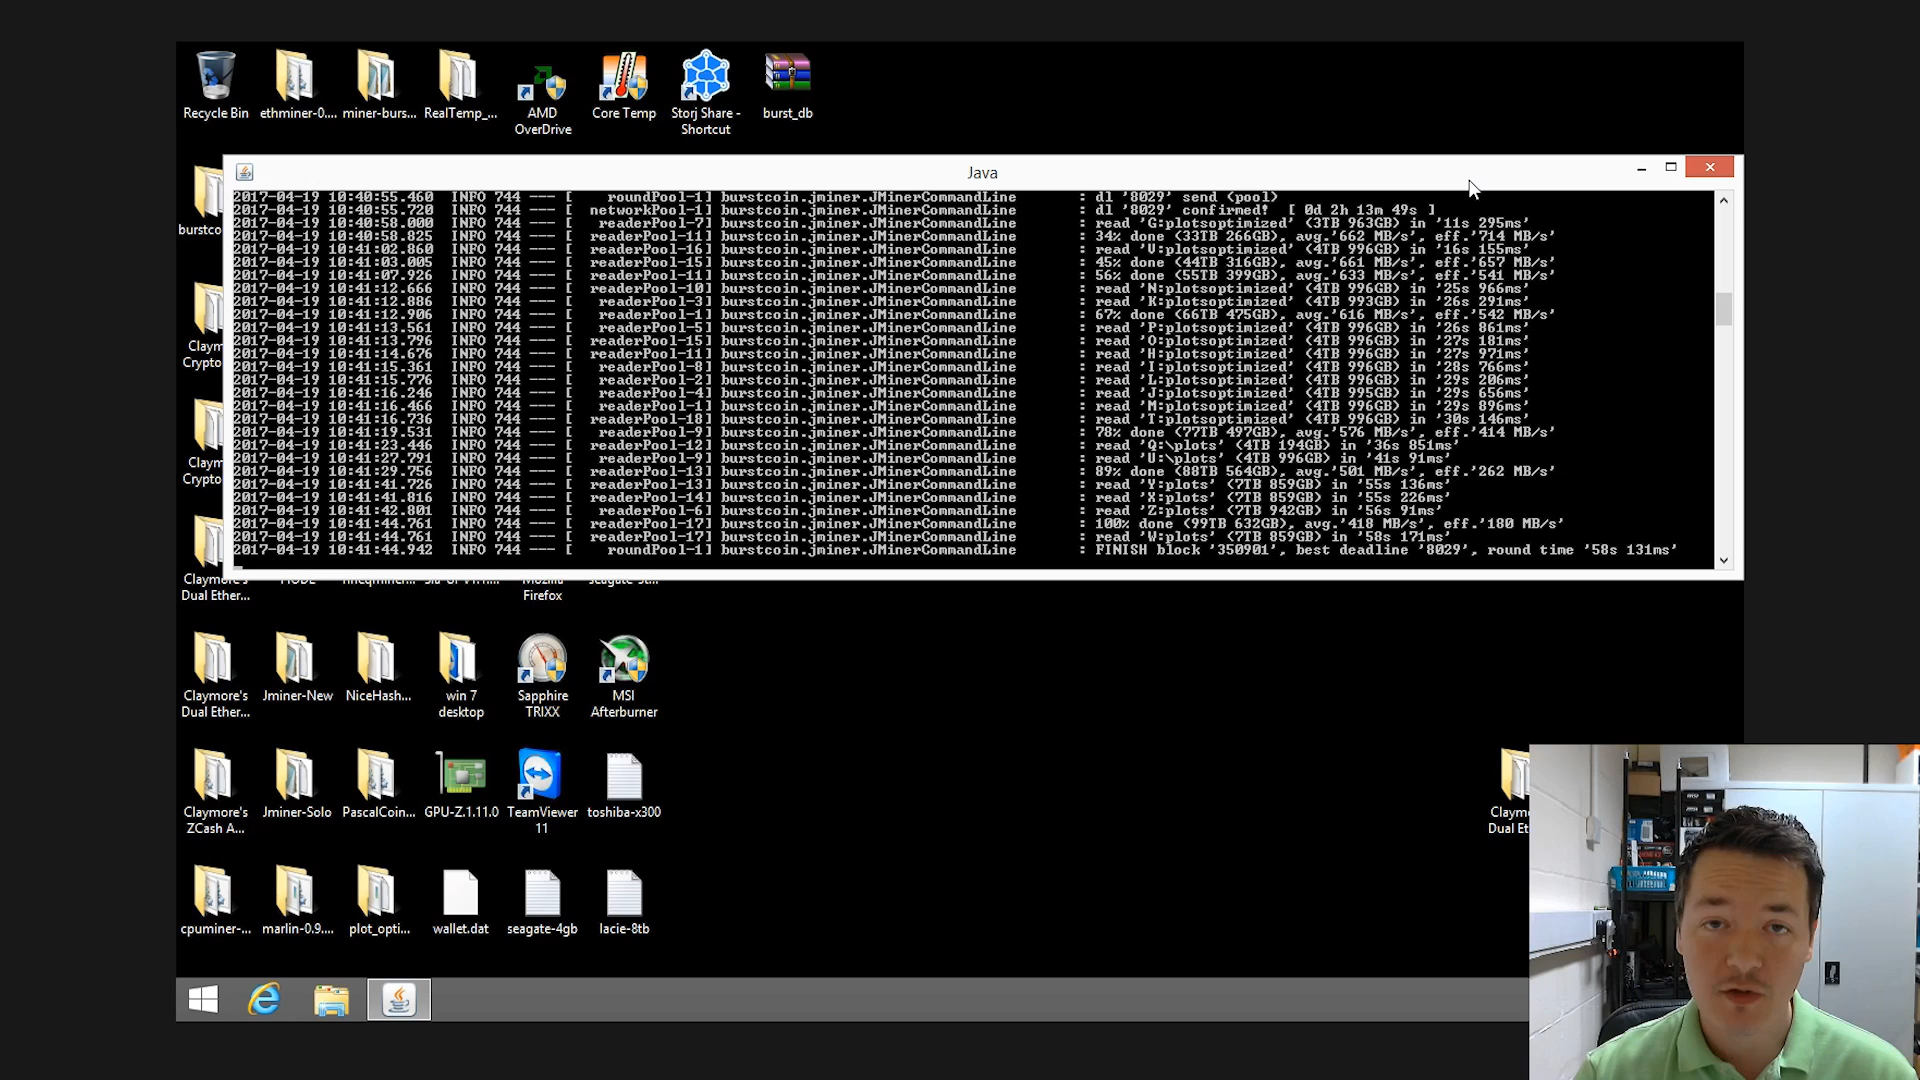 Recycle Bin
ethminer-0....
miner-burs...
RealTemp_...
AMD OverDrive
Core Temp
Storj Share - Shortcut
burst_db
Java
2017-04-19 10:40:55.460 INFO 744 --- [ roundPool-1] burstcoin.jminer.JMinerCommandLine : dl '8029' send (pool)
2017-04-19 10:40:55.720 INFO 744 --- [ networkPool-1] burstcoin.jminer.JMinerCommandLine : dl '8029' confirmed! [ 0d 2h 13m 49s ]
2017-04-19 10:40:58.000 INFO 744 --- [ readerPool-7] burstcoin.jminer.JMinerCommandLine : read 'G:plotsoptimized' (3TB 963GB) in '11s 295ms'
2017-04-19 10:40:58.825 INFO 744 --- [ readerPool-11] burstcoin.jminer.JMinerCommandLine : 34% done (33TB 266GB), avg.'662 MB/s', eff.'714 MB/s'
2017-04-19 10:41:02.860 INFO 744 --- [ readerPool-16] burstcoin.jminer.JMinerCommandLine : read 'V:plotsoptimized' (4TB 996GB) in '16s 155ms'
2017-04-19 10:41:03.005 INFO 744 --- [ readerPool-15] burstcoin.jminer.JMinerCommandLine : 45% done (44TB 316GB), avg.'661 MB/s', eff.'657 MB/s'
2017-04-19 10:41:07.926 INFO 744 --- [ readerPool-11] burstcoin.jminer.JMinerCommandLine : 56% done (55TB 399GB), avg.'633 MB/s', eff.'541 MB/s'
2017-04-19 10:41:12.666 INFO 744 --- [ readerPool-10] burstcoin.jminer.JMinerCommandLine : read 'N:plotsoptimized' (4TB 996GB) in '25s 966ms'
2017-04-19 10:41:12.886 INFO 744 --- [ readerPool-3] burstcoin.jminer.JMinerCommandLine : read 'K:plotsoptimized' (4TB 993GB) in '26s 291ms'
2017-04-19 10:41:12.906 INFO 744 --- [ readerPool-1] burstcoin.jminer.JMinerCommandLine : 67% done (66TB 475GB), avg.'616 MB/s', eff.'542 MB/s'
2017-04-19 10:41:13.561 INFO 744 --- [ readerPool-5] burstcoin.jminer.JMinerCommandLine : read 'P:plotsoptimized' (4TB 996GB) in '26s 861ms'
2017-04-19 10:41:13.796 INFO 744 --- [ readerPool-15] burstcoin.jminer.JMinerCommandLine : read 'O:plotsoptimized' (4TB 996GB) in '27s 181ms'
2017-04-19 10:41:14.676 INFO 744 --- [ readerPool-11] burstcoin.jminer.JMinerCommandLine : read 'H:plotsoptimized' (4TB 996GB) in '27s 971ms'
2017-04-19 10:41:15.361 INFO 744 --- [ readerPool-8] burstcoin.jminer.JMinerCommandLine : read 'I:plotsoptimized' (4TB 996GB) in '28s 766ms'
2017-04-19 10:41:15.776 INFO 744 --- [ readerPool-2] burstcoin.jminer.JMinerCommandLine : read 'L:plotsoptimized' (4TB 996GB) in '29s 206ms'
2017-04-19 10:41:16.246 INFO 744 --- [ readerPool-4] burstcoin.jminer.JMinerCommandLine : read 'J:plotsoptimized' (4TB 995GB) in '29s 656ms'
2017-04-19 10:41:16.466 INFO 744 --- [ readerPool-1] burstcoin.jminer.JMinerCommandLine : read 'M:plotsoptimized' (4TB 996GB) in '29s 896ms'
2017-04-19 10:41:16.736 INFO 744 --- [ readerPool-18] burstcoin.jminer.JMinerCommandLine : read 'T:plotsoptimized' (4TB 996GB) in '30s 146ms'
2017-04-19 10:41:19.531 INFO 744 --- [ readerPool-9] burstcoin.jminer.JMinerCommandLine : 78% done (77TB 497GB), avg.'576 MB/s', eff.'414 MB/s'
2017-04-19 10:41:23.446 INFO 744 --- [ readerPool-12] burstcoin.jminer.JMinerCommandLine : read 'Q:\plots' (4TB 194GB) in '36s 851ms'
2017-04-19 10:41:27.791 INFO 744 --- [ readerPool-9] burstcoin.jminer.JMinerCommandLine : read 'U:\plots' (4TB 996GB) in '41s 91ms'
2017-04-19 10:41:29.756 INFO 744 --- [ readerPool-13] burstcoin.jminer.JMinerCommandLine : 89% done (88TB 564GB), avg.'501 MB/s', eff.'262 MB/s'
2017-04-19 10:41:41.726 INFO 744 --- [ readerPool-13] burstcoin.jminer.JMinerCommandLine : read 'Y:plots' (7TB 859GB) in '55s 136ms'
2017-04-19 10:41:41.816 INFO 744 --- [ readerPool-14] burstcoin.jminer.JMinerCommandLine : read 'X:plots' (7TB 859GB) in '55s 226ms'
2017-04-19 10:41:42.801 INFO 744 --- [ readerPool-6] burstcoin.jminer.JMinerCommandLine : read 'Z:plots' (7TB 942GB) in '56s 91ms'
2017-04-19 10:41:44.761 INFO 744 --- [ readerPool-17] burstcoin.jminer.JMinerCommandLine : 100% done (99TB 632GB), avg.'418 MB/s', eff.'180 MB/s'
2017-04-19 10:41:44.761 INFO 744 --- [ readerPool-17] burstcoin.jminer.JMinerCommandLine : read 'W:plots' (7TB 859GB) in '58s 171ms'
2017-04-19 10:41:44.942 INFO 744 --- [ roundPool-1] burstcoin.jminer.JMinerCommandLine : FINISH block '350901', best deadline '8029', round time '58s 131ms'
burstco
Claym
Crypto
Claym
Crypto
Claymore's
Dual Ether...
Mozilla
Firefox
Claymore's
Dual Ether...
Jminer-New
NiceHash...
win 7
desktop
Sapphire
TRIXX
MSI
Afterburner
Claymore's
ZCash A...
Jminer-Solo
PascalCoin...
GPU-Z.1.11.0
TeamViewer
11
toshiba-x300
Claym
Dual Et
cpuminer-...
marlin-0.9....
plot_opti...
wallet.dat
seagate-4gb
lacie-8tb